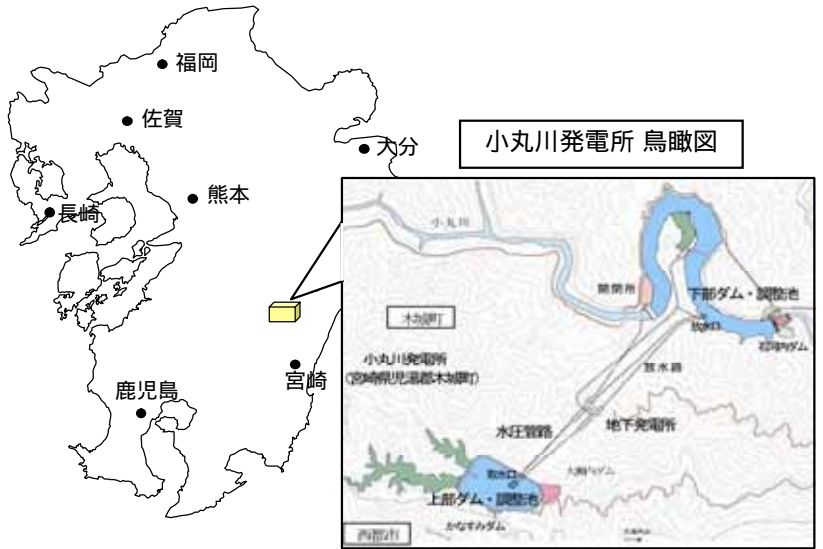 福岡
佐賀
大分
熊本
長崎
宮崎
鹿児島
小丸川発電所 鳥瞰図
小丸川
開閉所
下部ダム・調整池
放水口
石河内ダム
木城町
小丸川発電所
(宮崎県児湯郡木城町)
放水路
水圧管路
地下発電所
取水口
大瀬内ダム
上部ダム・調整池
かなすみダム
西都市